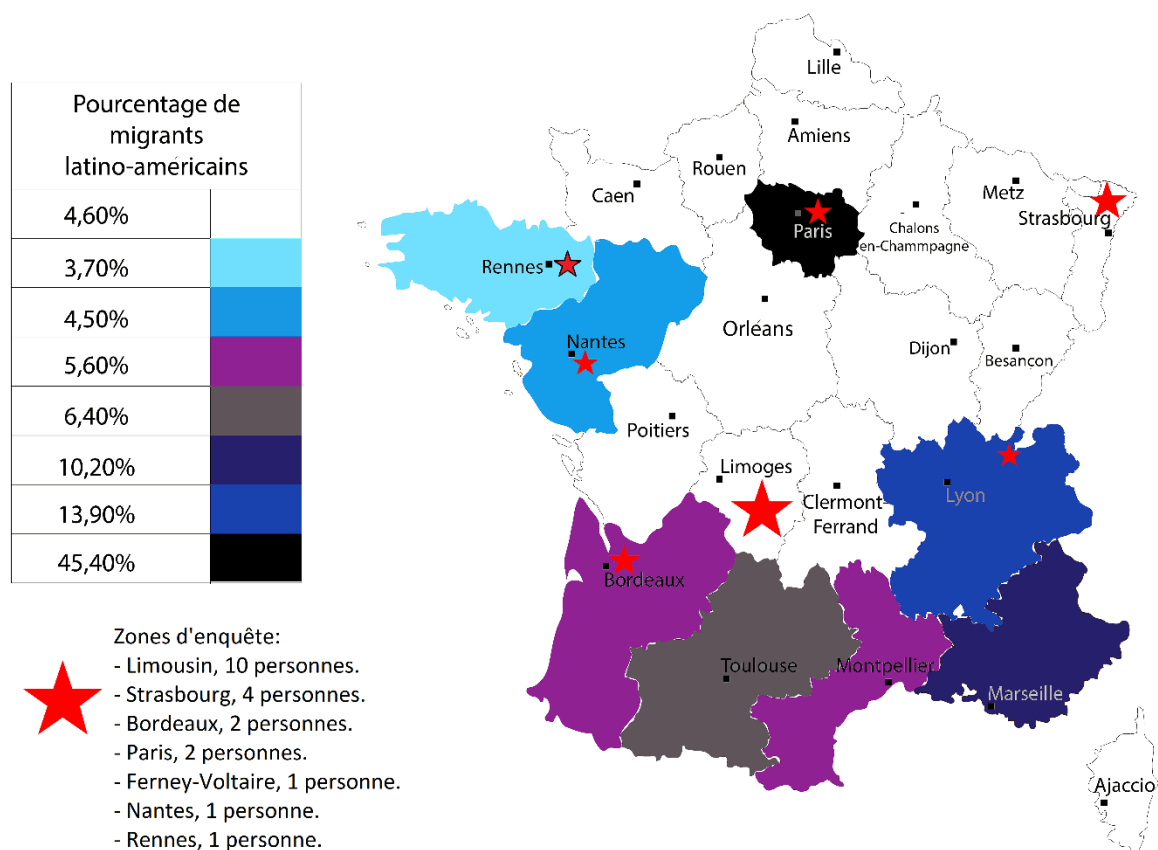 Pourcentage de
migrants
latino-américains
4,60%
3,70%
4,50%
5,60%
6,40%
10,20%
13,90%
45,40%
Zones d'enquête:
- Limousin, 10 personnes.
- Strasbourg, 4 personnes.
- Bordeaux, 2 personnes.
- Paris, 2 personnes.
- Ferney-Voltaire, 1 personne.
- Nantes, 1 personne.
- Rennes, 1 personne.
Lille
Amiens
Rouen
Caen
Metz
Strasbourg
Paris
Chalons
en-Chammpagne
Rennes
Orléans
Nantes
Dijon
Besançon
Poitiers
Limoges
Clermont-
Ferrand
Lyon
Bordeaux
Toulouse
Montpellier
Marseille
Ajaccio